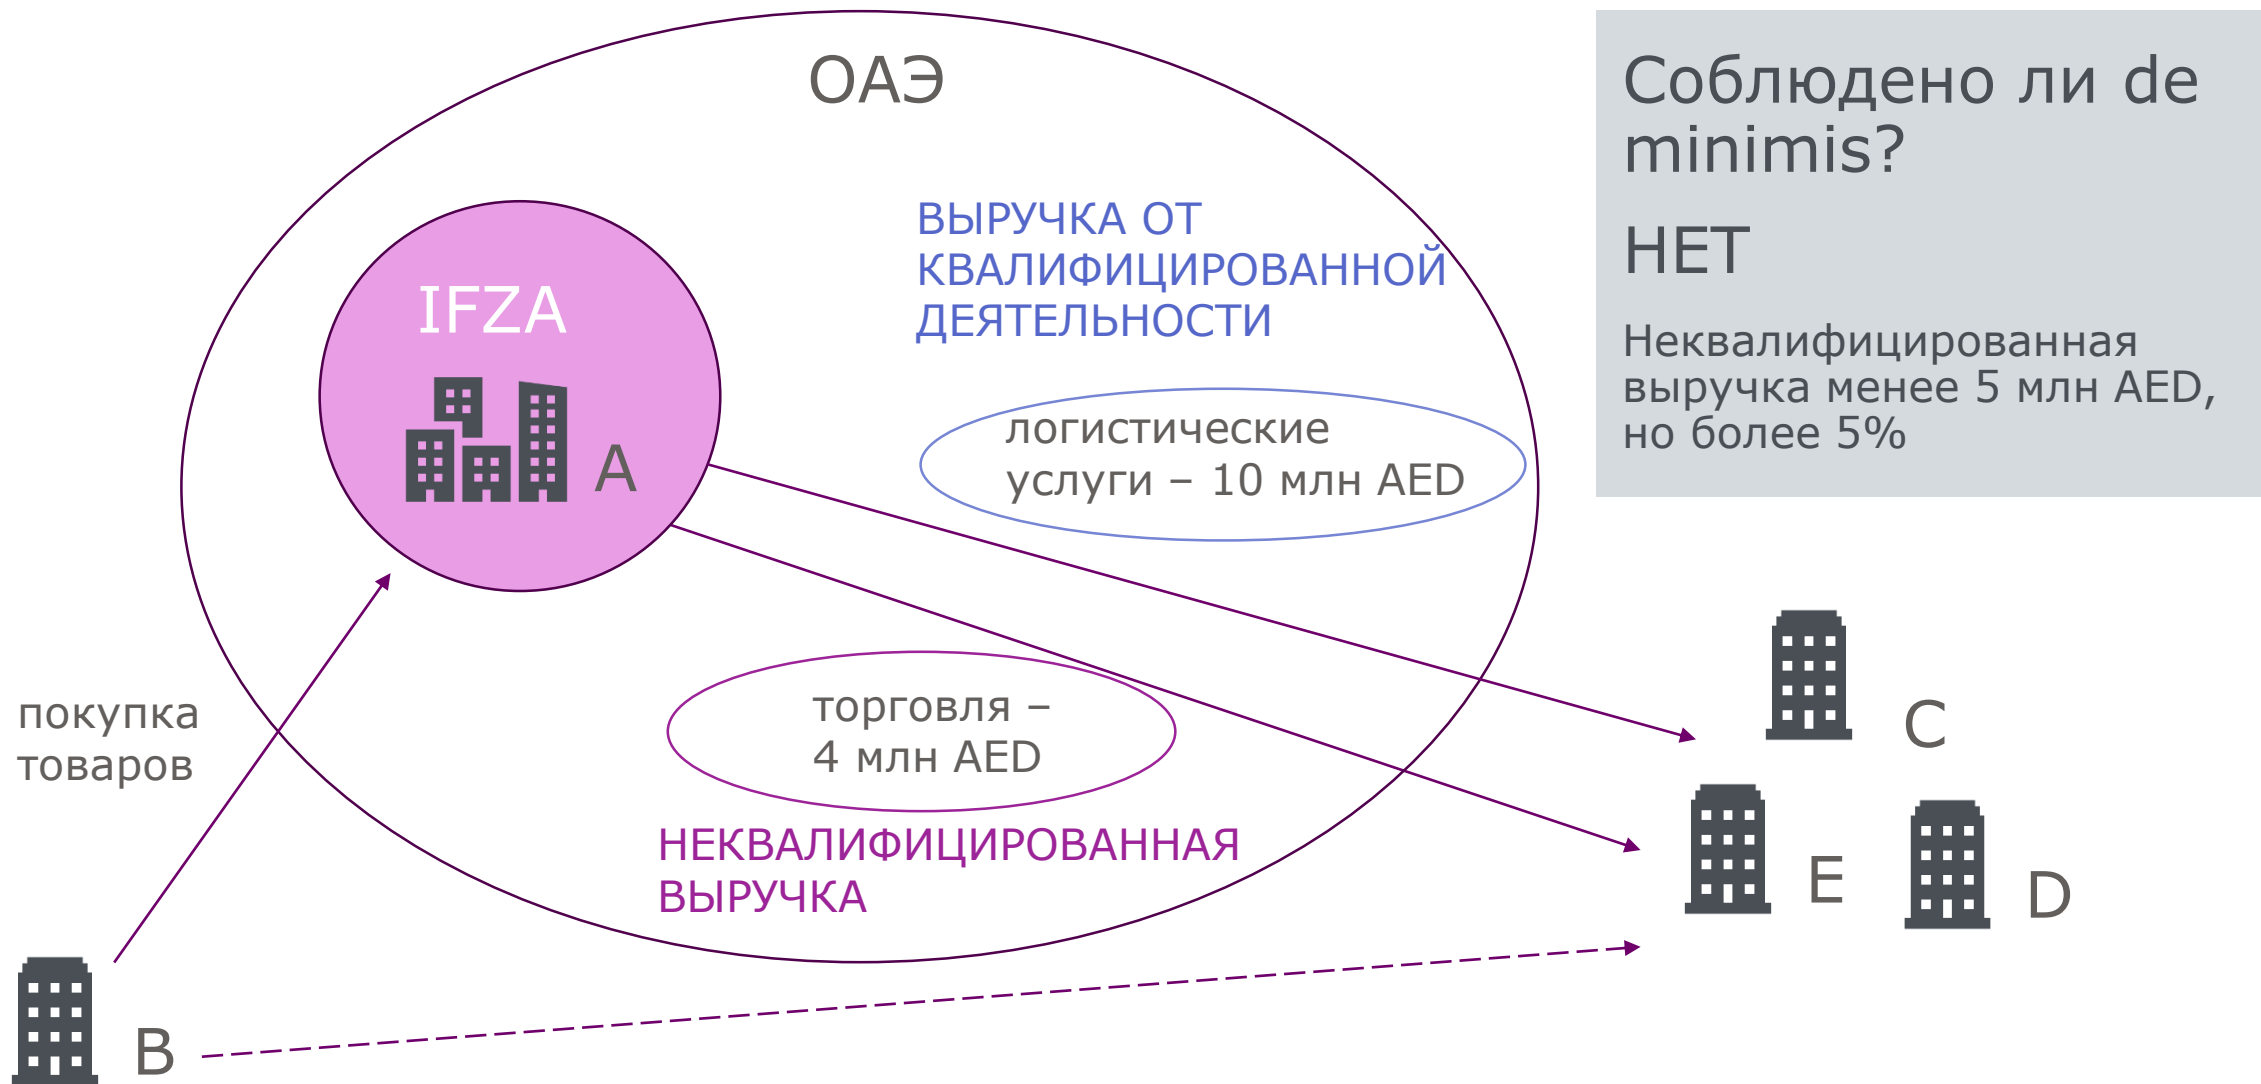 ОАЭ
Соблюдено ли de
minimis?
НЕТ
Неквалифицированная
выручка менее 5 млн AED,
но более 5%
ВЫРУЧКА ОТ
КВАЛИФИЦИРОВАННОЙ
ДЕЯТЕЛЬНОСТИ
IFZA
A
логистические
услуги – 10 млн AED
покупка
товаров
торговля –
4 млн AED
НЕКВАЛИФИЦИРОВАННАЯ
ВЫРУЧКА
C
E
D
B